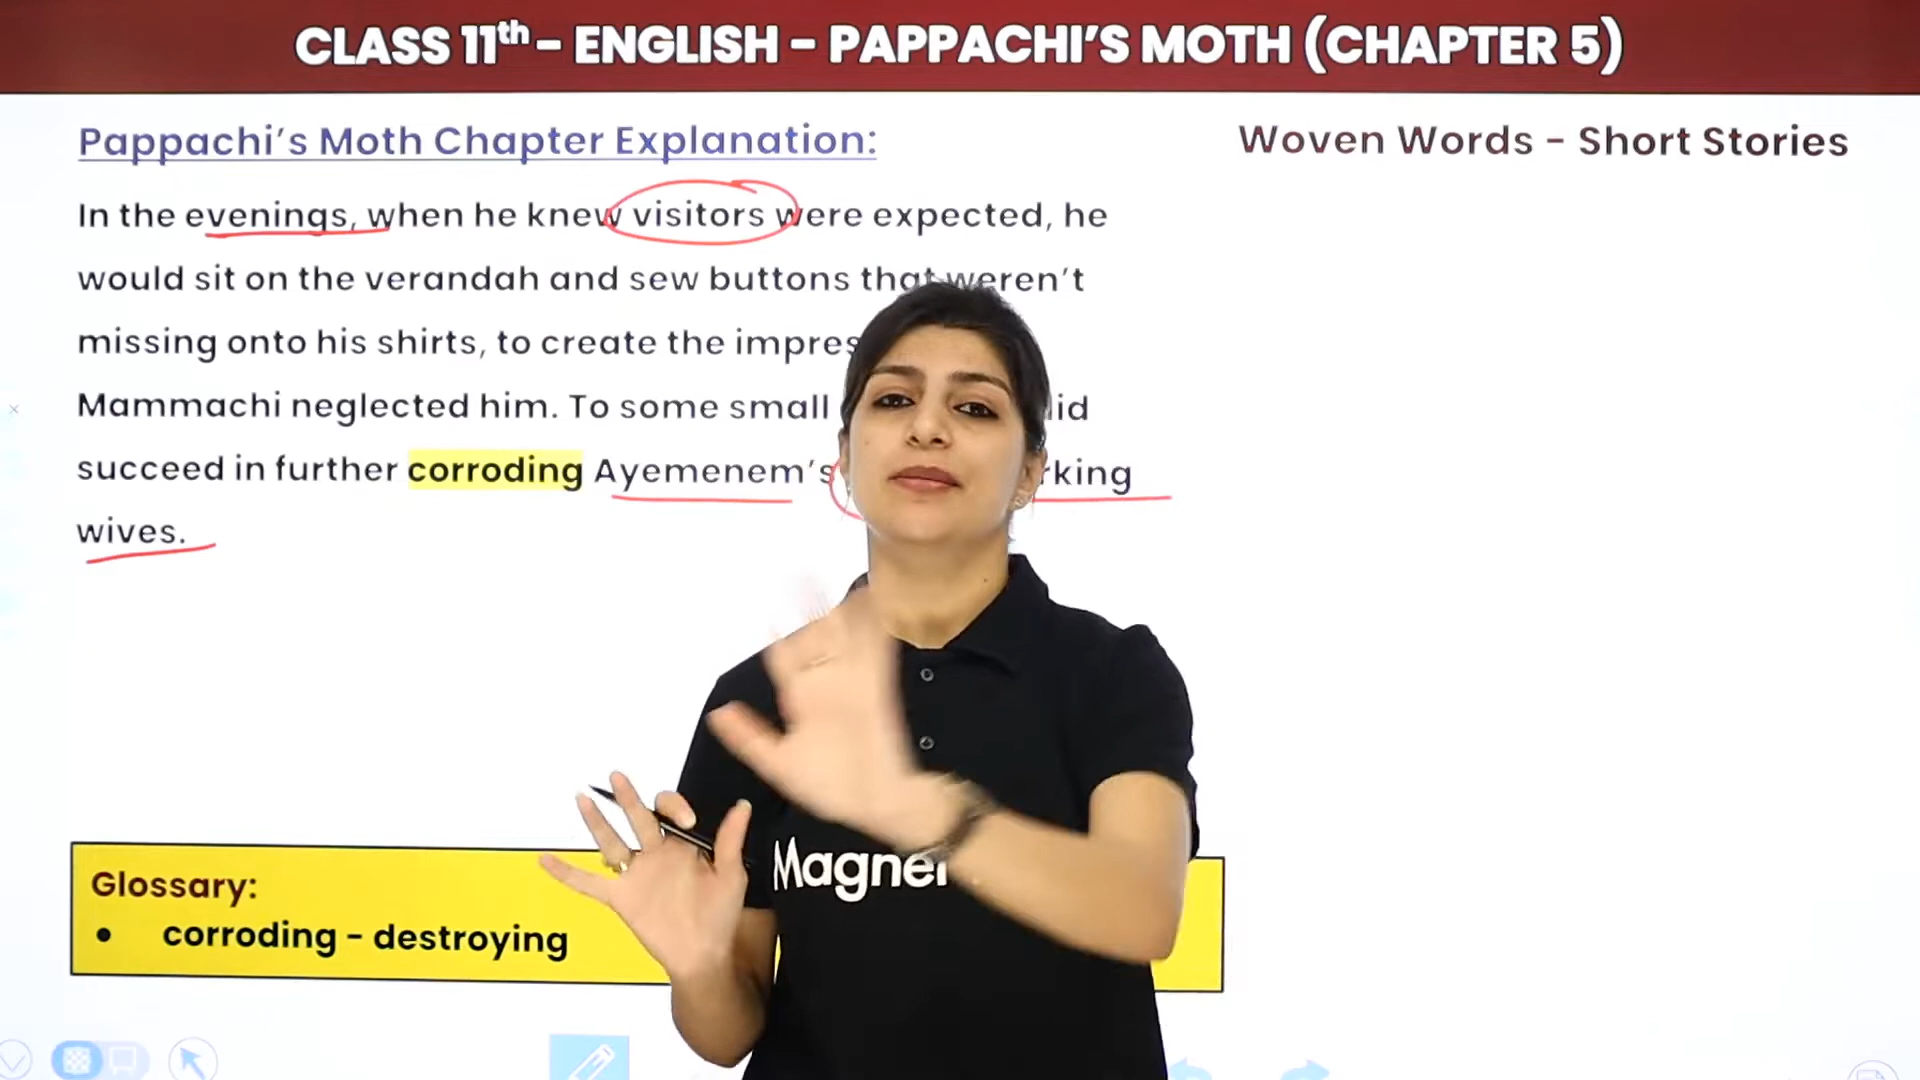 CLASS 11th - ENGLISH - PAPPACHI'S MOTH (CHAPTER 5)
Pappachi's Moth Chapter Explanation:
Woven Words - Short Stories
In the evenings, when he knew visitors were expected, he
would sit on the verandah and sew buttons that weren't
missing onto his shirts, to create the
Mammachi neglected him. To some small
succeed in further corroding Ayemenem's
wives.
Glossary:
• corroding - destroying